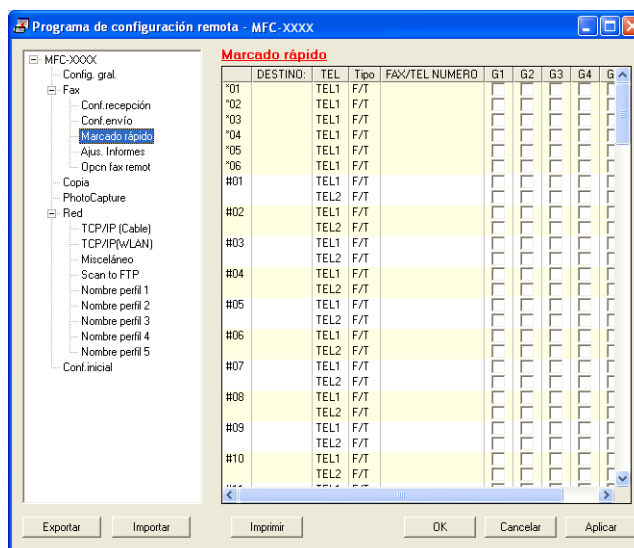 Programa de configuración remota - MFC-XXXX
MFC-XXXX
Config. gral.
Fax
Conf.recepción
Conf.envío
Marcado rápido
Ajus. Informes
Opcn fax remot
Copia
PhotoCapture
Red
TCP/IP (Cable)
TCP/IP(WLAN)
Misceláneo
Scan to FTP
Nombre perfil 1
Nombre perfil 2
Nombre perfil 3
Nombre perfil 4
Nombre perfil 5
Conf.inicial
Marcado rápido
DESTINO: TEL Tipo FAX/TEL NUMERO G1 G2 G3 G4 G
*01 TEL1 F/T
*02 TEL1 F/T
*03 TEL1 F/T
*04 TEL1 F/T
*05 TEL1 F/T
*06 TEL1 F/T
#01 TEL1 F/T
TEL2 F/T
#02 TEL1 F/T
TEL2 F/T
#03 TEL1 F/T
TEL2 F/T
#04 TEL1 F/T
TEL2 F/T
#05 TEL1 F/T
TEL2 F/T
#06 TEL1 F/T
TEL2 F/T
#07 TEL1 F/T
TEL2 F/T
#08 TEL1 F/T
TEL2 F/T
#09 TEL1 F/T
TEL2 F/T
#10 TEL1 F/T
TEL2 F/T
Exportar Importar Imprimir OK Cancelar Aplicar